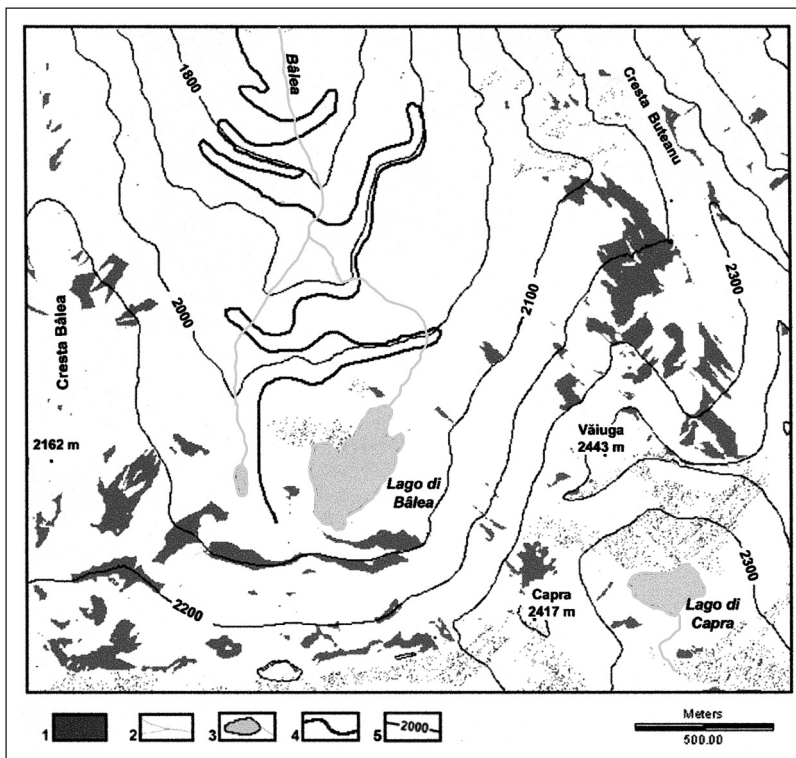 Bâlea
1800
Cresta Buteanu
2300
2100
Cresta Bâlea
2000
2162 m
Văiuga
2443 m
Lago di
Bâlea
2200
Capra
2417 m
Lago di
Capra
2300
1
2
3
4
5
2000
Meters
500.00